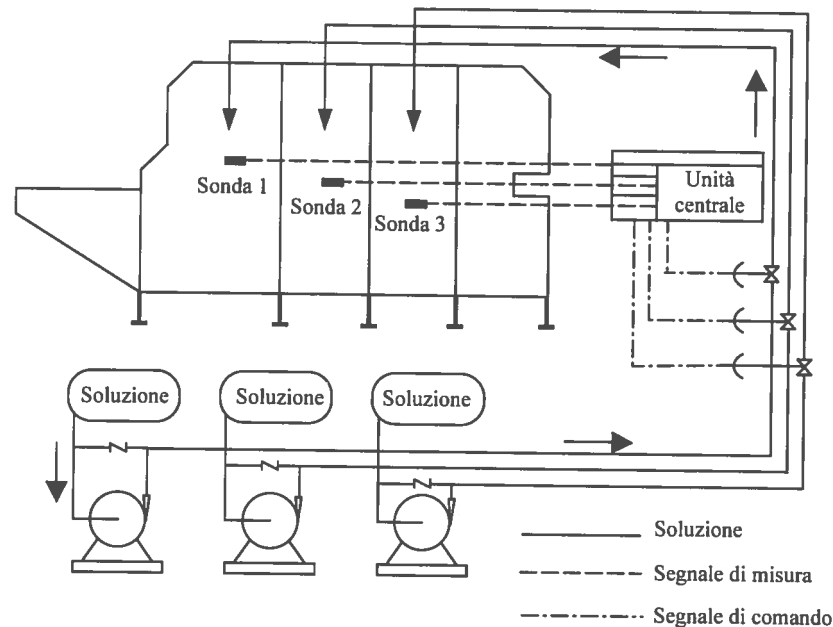 Sonda 1
Sonda 2
Sonda 3
Unità
centrale
Soluzione
Soluzione
Soluzione
Soluzione
Segnale di misura
Segnale di comando